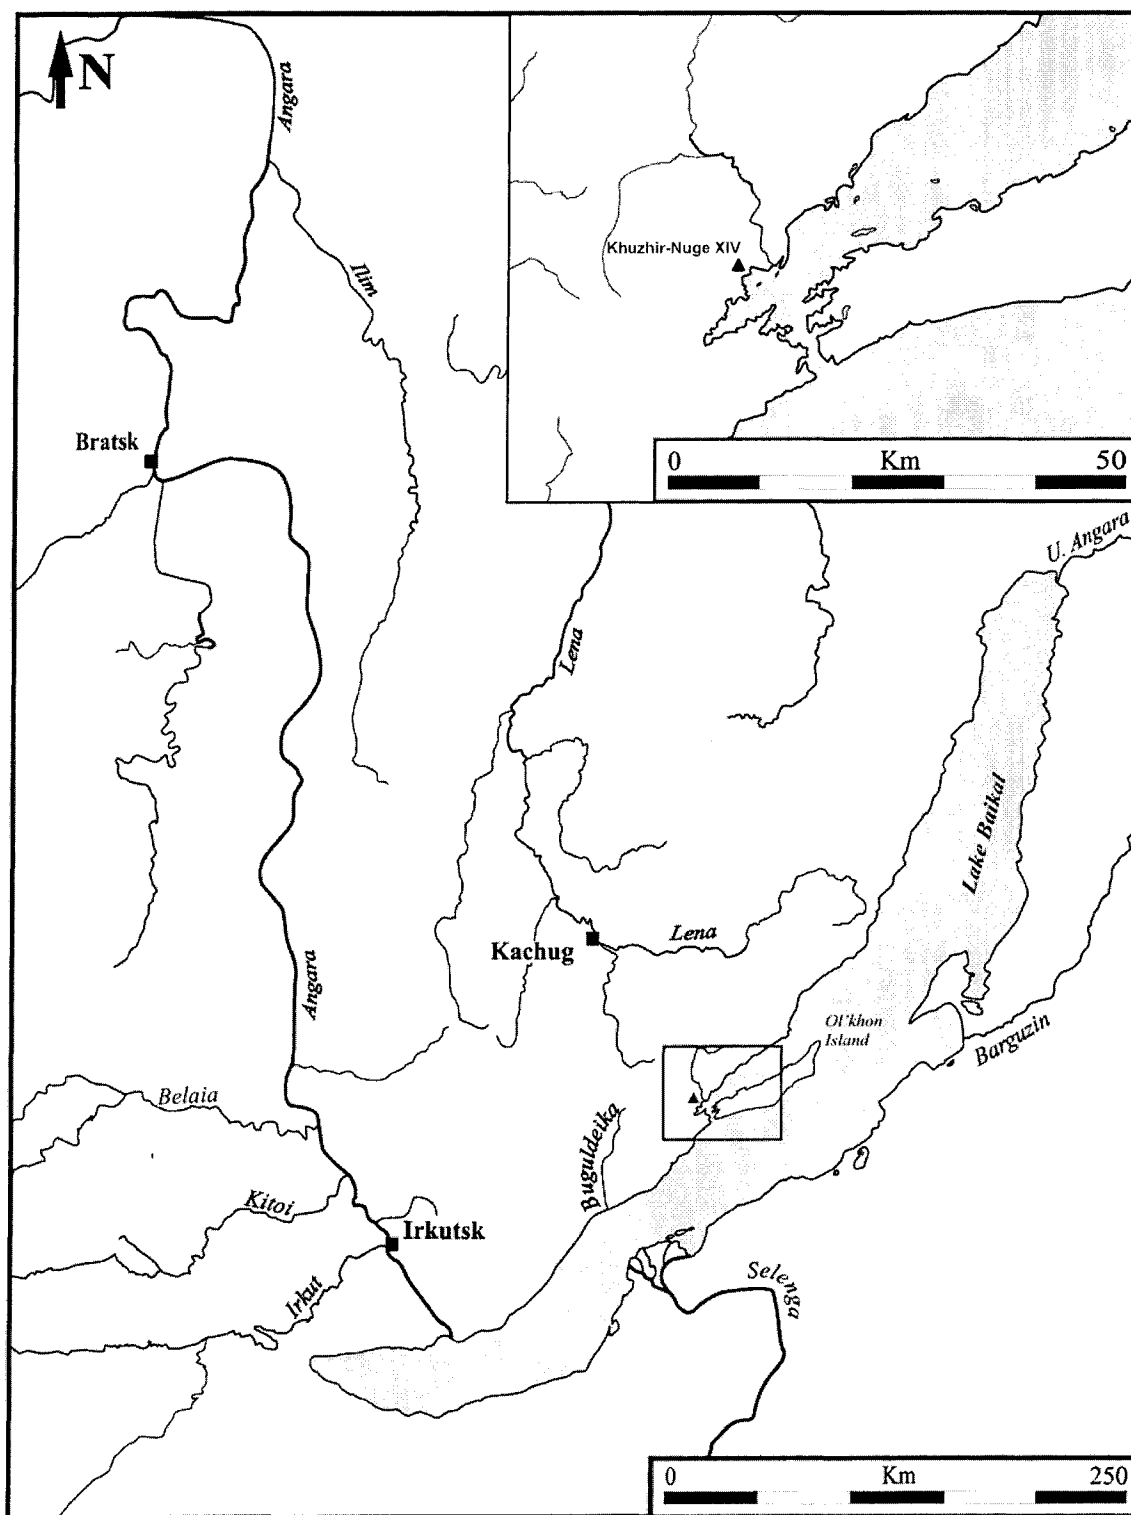 N
Angara
Ilim
Khuzhir-Nuge XIV
Bratsk
0 Km 50
U. Angara
Lena
Lake Baikal
Kachug
Lena
Angara
Ol'khon
Island
Barguzin
Belaia
Buguldeika
Kitoi
Irkutsk
Irkut
Selenga
0 Km 250